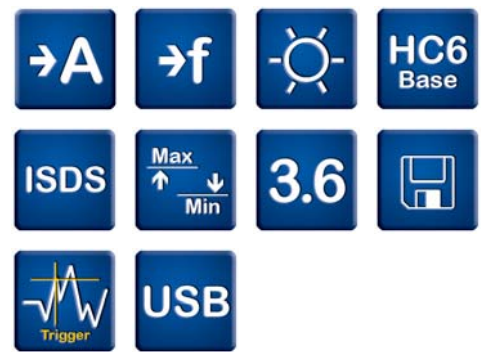 →A
→f
HC6
Base
ISDS
Max
Min
3.6
Trigger
USB